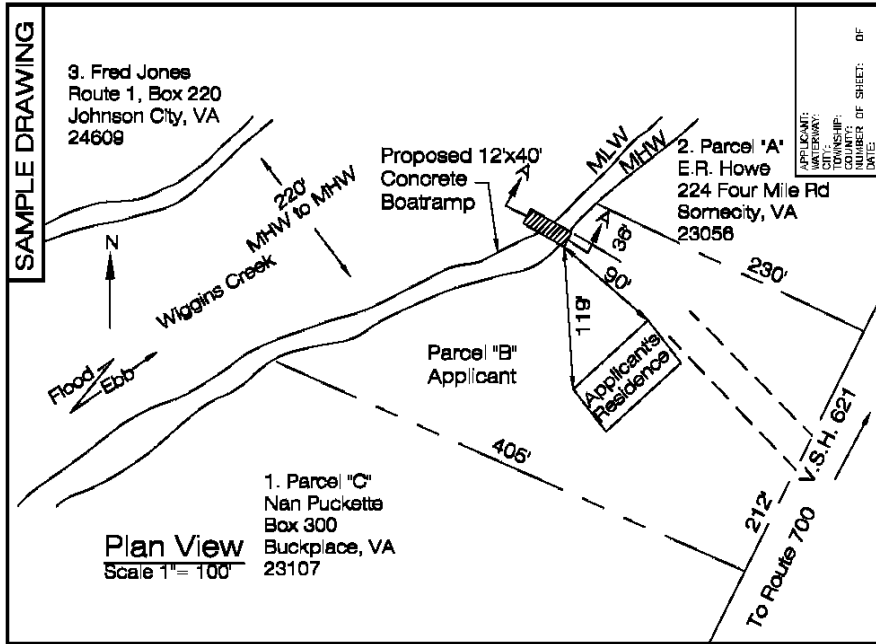 SAMPLE DRAWING
3. Fred Jones
Route 1, Box 220
Johnson City, VA
24609
220'
MHW to MHW
Proposed 12'x40'
Concrete
Boatramp
A
A
MLW
MHW
APPLICANT:
WATERWAY:
CITY:
TOWNSHIP:
COUNTY:
NUMBER OF SHEET: OF
DATE:
2. Parcel "A"
E.R. Howe
224 Four Mile Rd
Somecity, VA
23056
N
Wiggins Creek
Flood
Ebb
36'
90'
119'
230'
Parcel "B"
Applicant
Applicant's
Residence
405'
V.S.H. 621
212'
To Route 700
1. Parcel "C"
Nan Puckette
Box 300
Buckplace, VA
23107
Plan View
Scale 1"= 100'